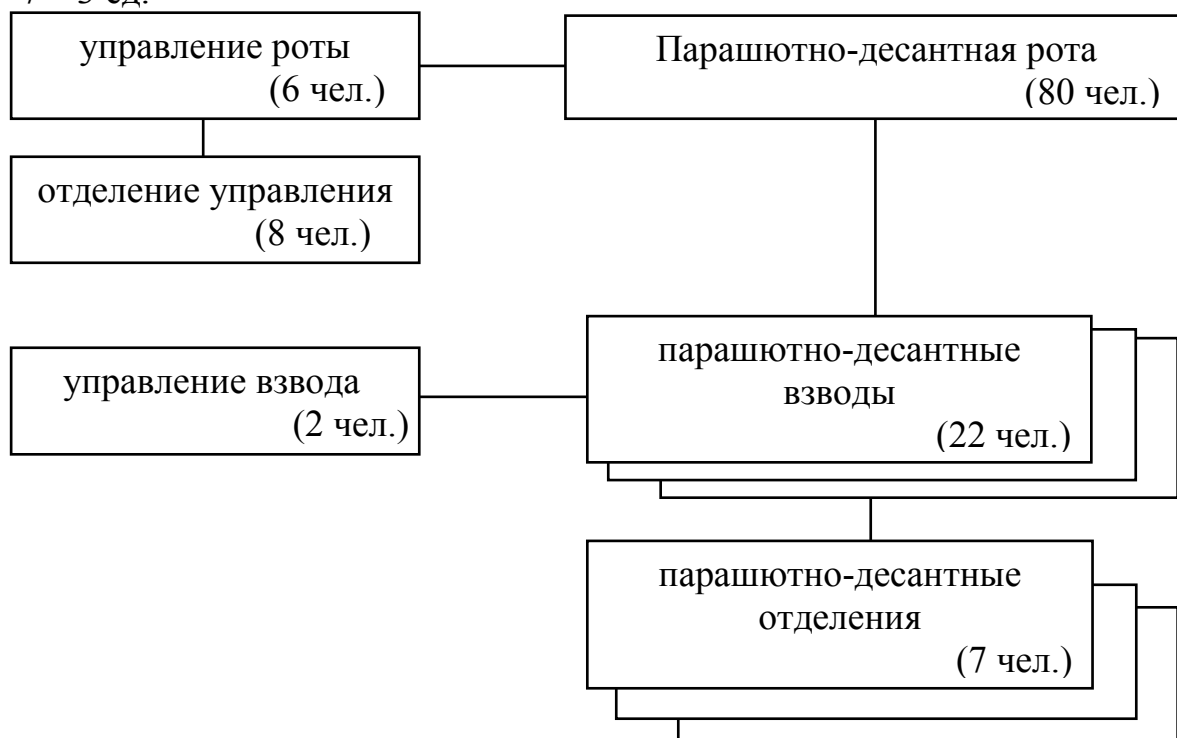 управление роты
(6 чел.)
Парашютно-десантная рота
(80 чел.)
отделение управления
(8 чел.)
парашютно-десантные
взводы
(22 чел.)
управление взвода
(2 чел.)
парашютно-десантные
отделения
(7 чел.)